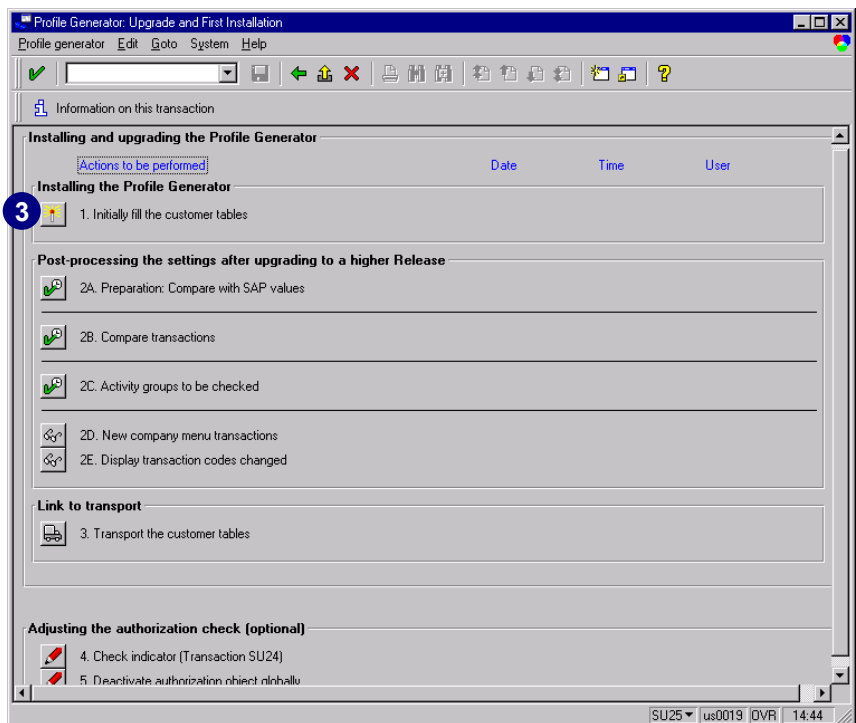 Profile Generator: Upgrade and First Installation
Profile generator Edit Goto System Help
Information on this transaction
Installing and upgrading the Profile Generator
Actions to be performed Date Time User
Installing the Profile Generator
3
1. Initially fill the customer tables
Post-processing the settings after upgrading to a higher Release
2A. Preparation: Compare with SAP values
2B. Compare transactions
2C. Activity groups to be checked
2D. New company menu transactions
2E. Display transaction codes changed
Link to transport
3. Transport the customer tables
Adjusting the authorization check (optional)
4. Check indicator (Transaction SU24)
5. Deactivate authorization object globally
SU25 us0019 OVR 14:44